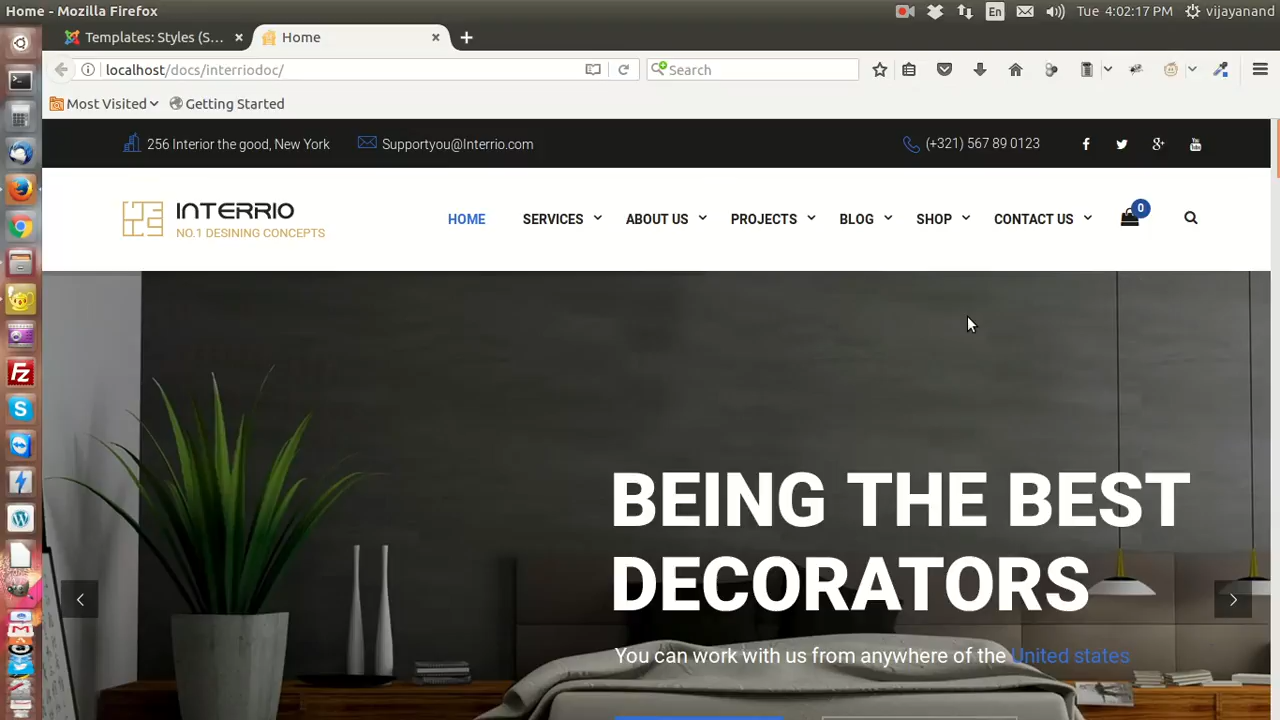 Home - Mozilla Firefox
En
Tue 4:02:17 PM
vijayanand
Templates: Styles (S...
Home
localhost/docs/interriodoc/
Search
Most Visited
Getting Started
256 Interior the good, New York
Supportyou@Interrio.com
(+321) 567 89 0123
INTERRIO
NO.1 DESINING CONCEPTS
HOME
SERVICES
ABOUT US
PROJECTS
BLOG
SHOP
CONTACT US
0
BEING THE BEST
DECORATORS
You can work with us from anywhere of the United states